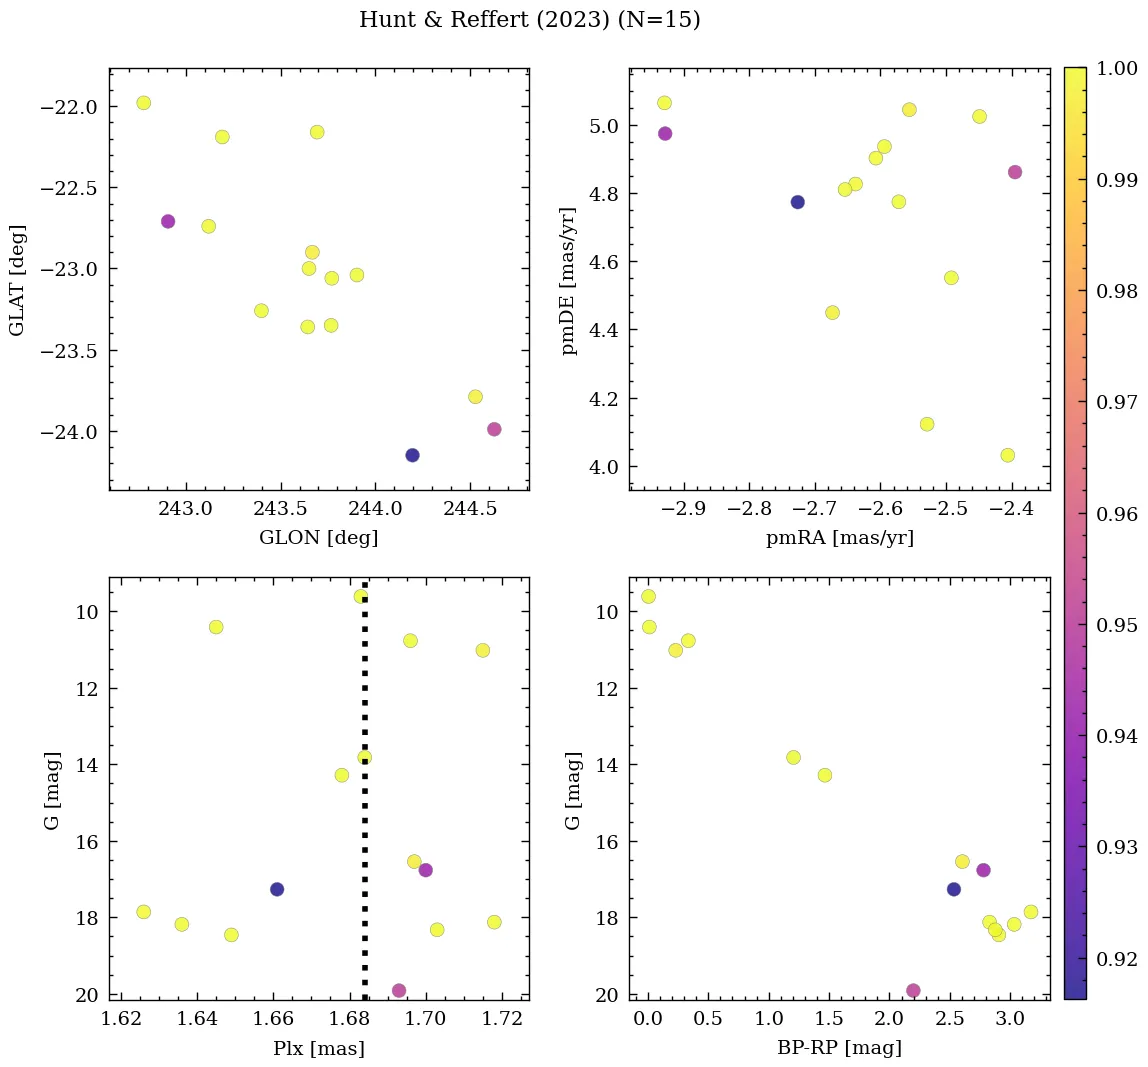 Hunt & Reffert (2023) (N=15)
−22.0
−22.5
−23.0
−23.5
−24.0
GLAT [deg]
243.0 243.5 244.0 244.5
GLON [deg]
5.0
4.8
4.6
4.4
4.2
4.0
pmDE [mas/yr]
−2.9 −2.8 −2.7 −2.6 −2.5 −2.4
pmRA [mas/yr]
10
12
14
16
18
20
G [mag]
1.62 1.64 1.66 1.68 1.70 1.72
Plx [mas]
10
12
14
16
18
20
G [mag]
0.0 0.5 1.0 1.5 2.0 2.5 3.0
BP-RP [mag]
1.00
0.99
0.98
0.97
0.96
0.95
0.94
0.93
0.92